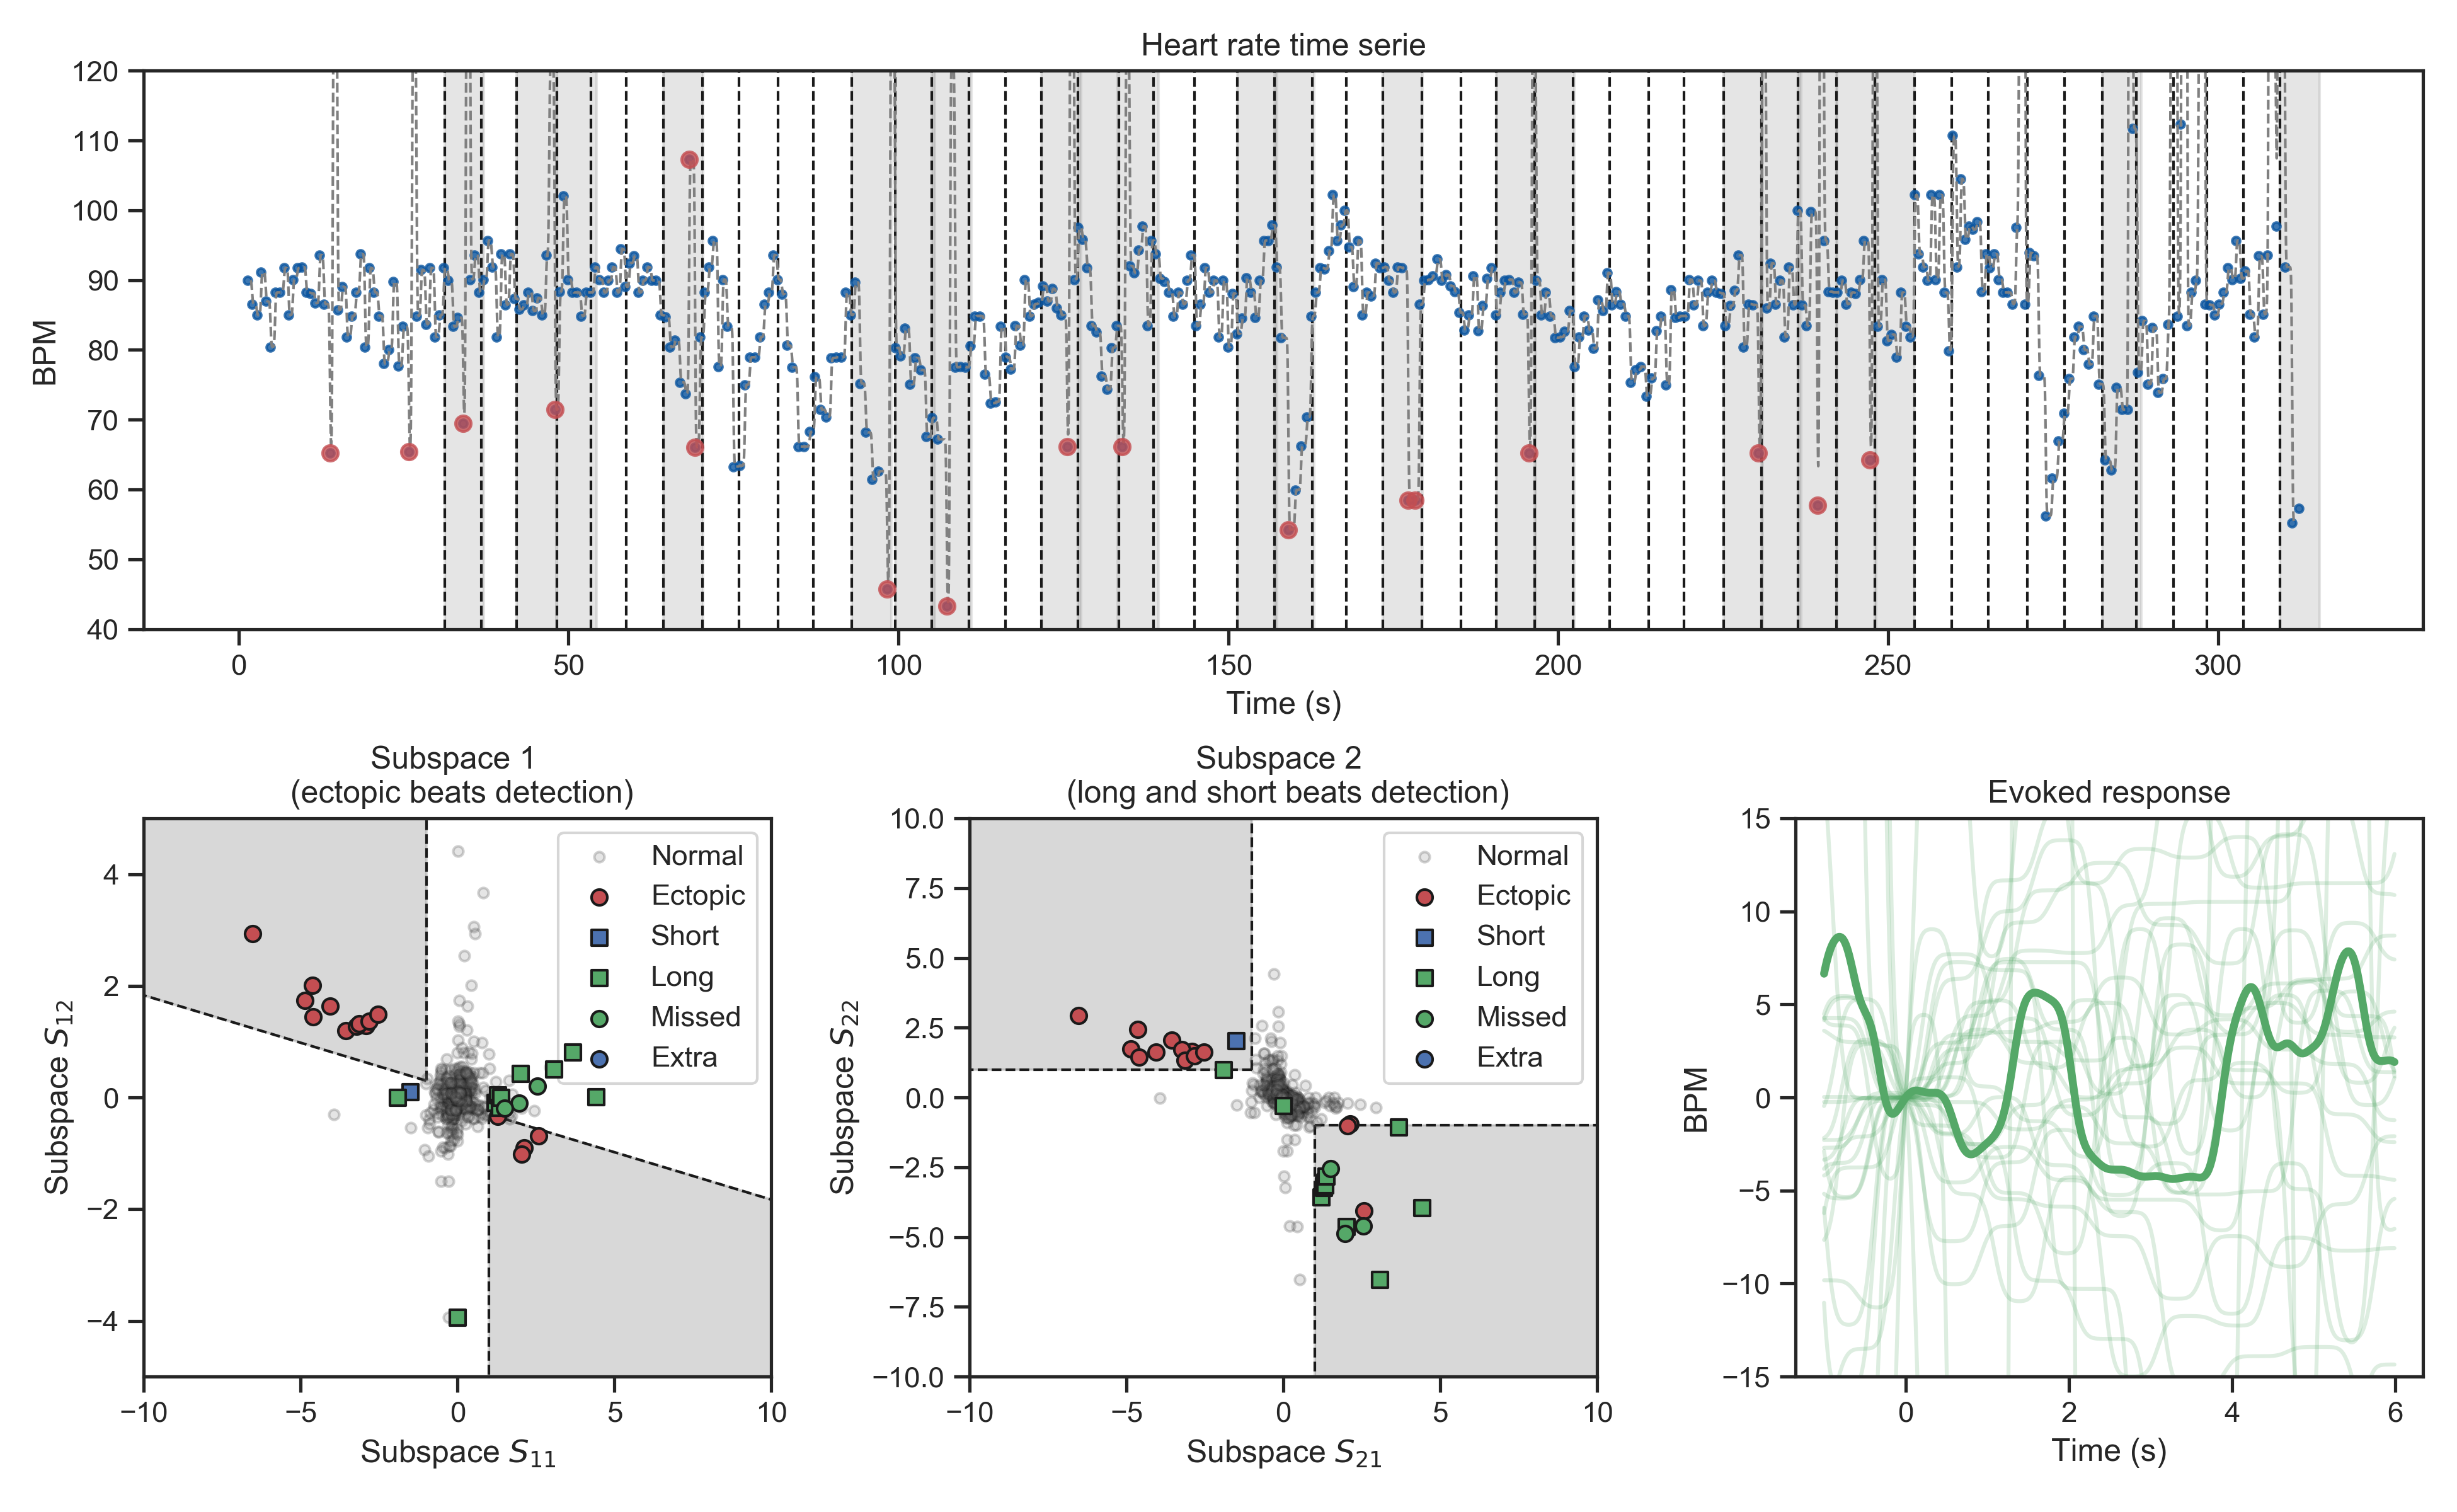 Heart rate time serie
120
110
100
90
80
70
60
50
40
BPM
0
50
100
150
200
250
300
Time (s)
Subspace 1
(ectopic beats detection)
4
2
0
−2
−4
Subspace S12
Normal
Ectopic
Short
Long
Missed
Extra
−10
−5
0
5
10
Subspace S11
Subspace 2
(long and short beats detection)
10.0
7.5
5.0
2.5
0.0
−2.5
−5.0
−7.5
−10.0
Subspace S22
Normal
Ectopic
Short
Long
Missed
Extra
−10
−5
0
5
10
Subspace S21
Evoked response
15
10
5
0
−5
−10
−15
BPM
0
2
4
6
Time (s)